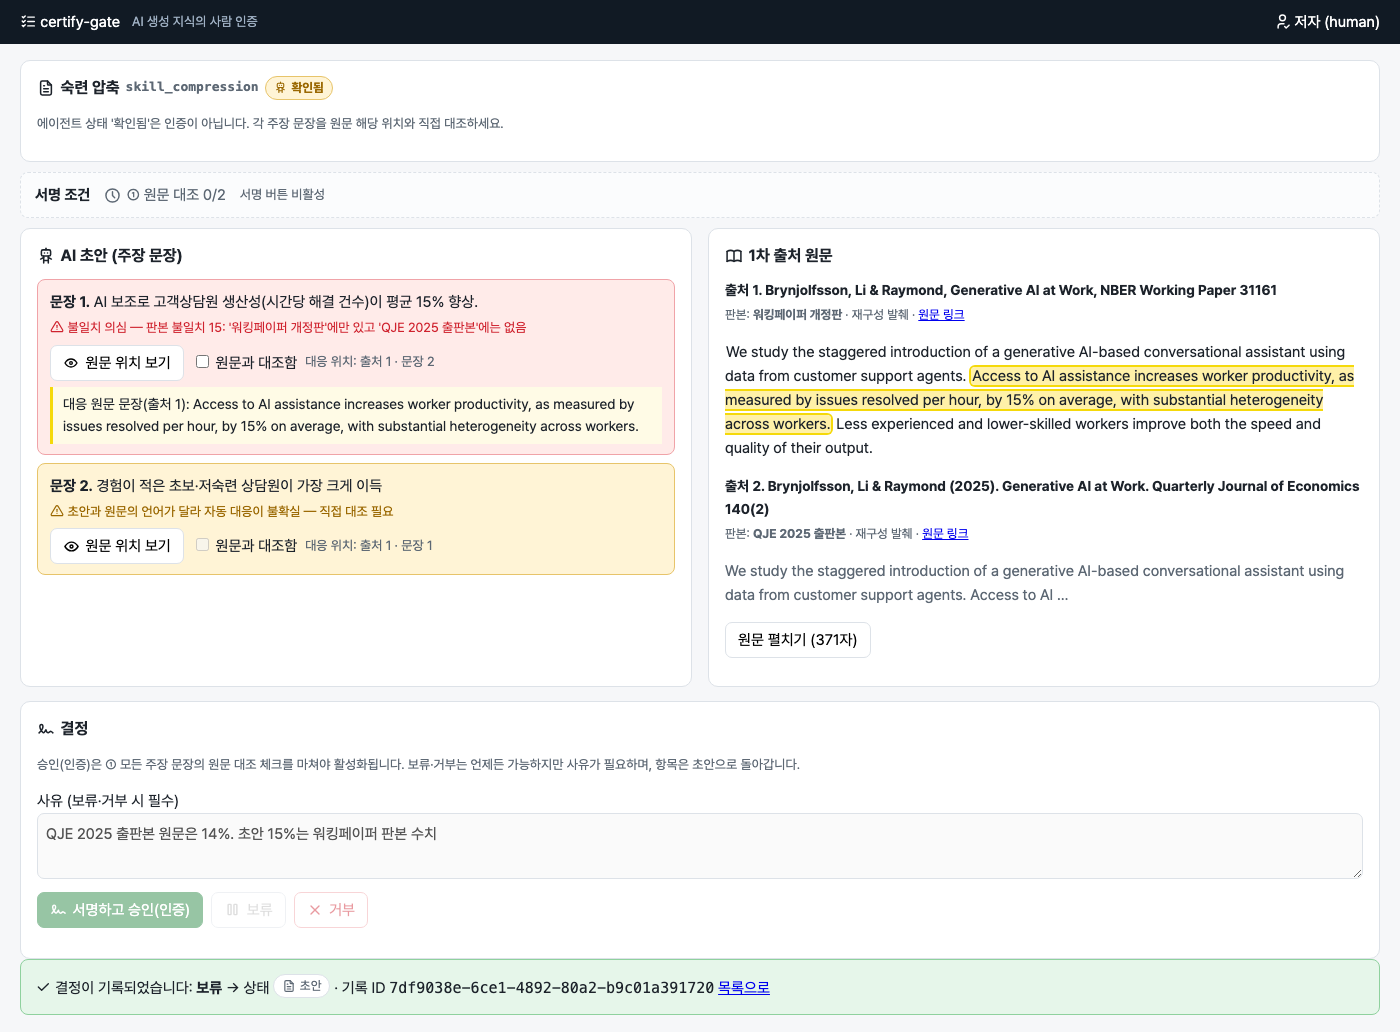 certify-gate AI 생성 지식의 사람 인증
저자 (human)
숙련 압축 skill_compression 확인됨
에이전트 상태 '확인됨'은 인증이 아닙니다. 각 주장 문장을 원문 해당 위치와 직접 대조하세요.
서명 조건 ① 원문 대조 0/2 서명 버튼 비활성
AI 초안 (주장 문장)
문장 1. AI 보조로 고객상담원 생산성(시간당 해결 건수)이 평균 15% 향상.
불일치 의심 — 판본 불일치 15: '워킹페이퍼 개정판'에만 있고 'QJE 2025 출판본'에는 없음
원문 위치 보기 원문과 대조함 대응 위치: 출처 1 · 문장 2
대응 원문 문장(출처 1): Access to AI assistance increases worker productivity, as measured by
issues resolved per hour, by 15% on average, with substantial heterogeneity across workers.
문장 2. 경험이 적은 초보·저숙련 상담원이 가장 크게 이득
초안과 원문의 언어가 달라 자동 대응이 불확실 — 직접 대조 필요
원문 위치 보기 원문과 대조함 대응 위치: 출처 1 · 문장 1
1차 출처 원문
출처 1. Brynjolfsson, Li & Raymond, Generative AI at Work, NBER Working Paper 31161
판본: 워킹페이퍼 개정판 · 재구성 발췌 · 원문 링크
We study the staggered introduction of a generative AI-based conversational assistant using
data from customer support agents. Access to AI assistance increases worker productivity, as
measured by issues resolved per hour, by 15% on average, with substantial heterogeneity
across workers. Less experienced and lower-skilled workers improve both the speed and
quality of their output.
출처 2. Brynjolfsson, Li & Raymond (2025). Generative AI at Work. Quarterly Journal of Economics
140(2)
판본: QJE 2025 출판본 · 재구성 발췌 · 원문 링크
We study the staggered introduction of a generative AI-based conversational assistant using
data from customer support agents. Access to AI ...
원문 펼치기 (371자)
결정
승인(인증)은 ① 모든 주장 문장의 원문 대조 체크를 마쳐야 활성화됩니다. 보류·거부는 언제든 가능하지만 사유가 필요하며, 항목은 초안으로 돌아갑니다.
사유 (보류·거부 시 필수)
QJE 2025 출판본 원문은 14%. 초안 15%는 워킹페이퍼 판본 수치
서명하고 승인(인증) 보류 거부
결정이 기록되었습니다: 보류 → 상태 초안 · 기록 ID 7df9038e-6ce1-4892-80a2-b9c01a391720 목록으로